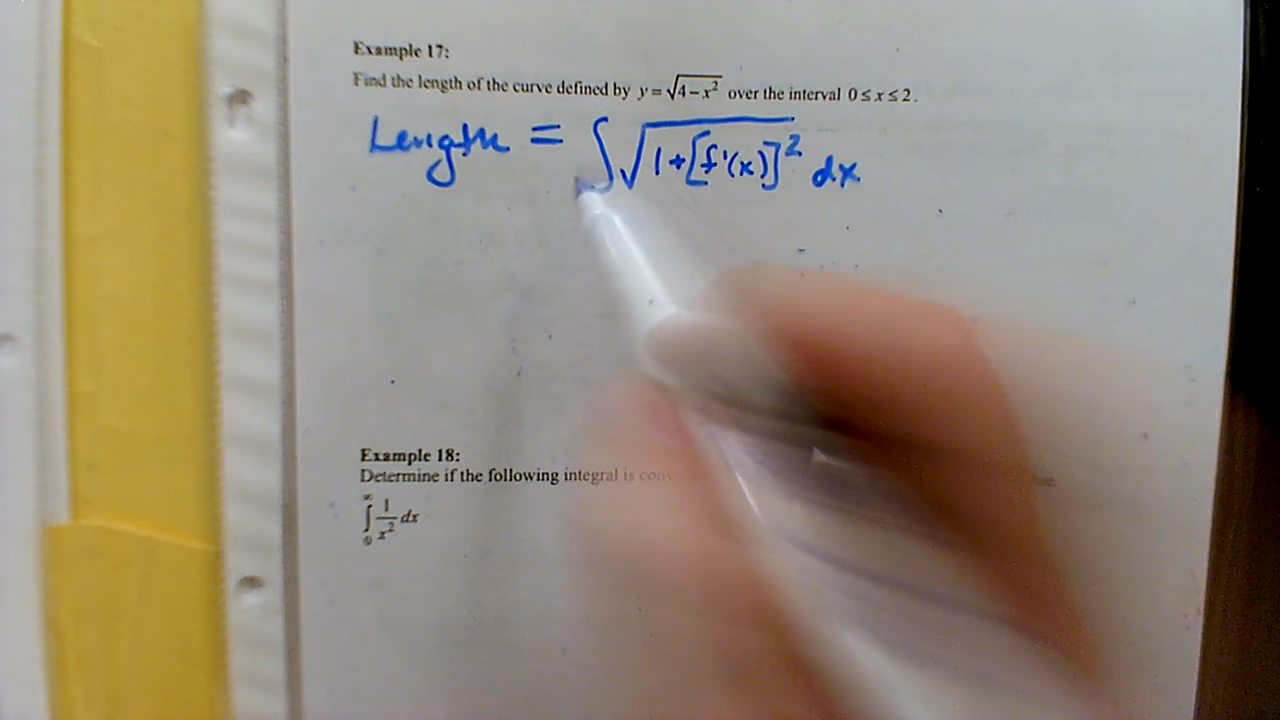 Example 17:
Find the length of the curve defined by y = √(4 − x²) over the interval 0 ≤ x ≤ 2.
Length = ∫ √(1 + [f'(x)]²) dx
Example 18:
Determine if the following integral is
∫₀^∞ 1/x² dx